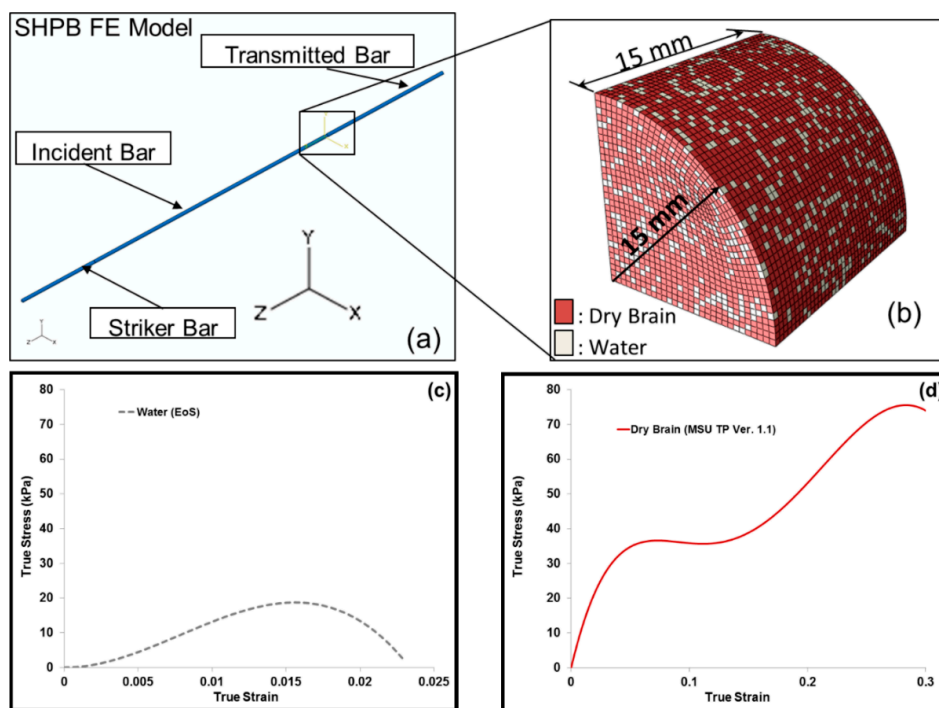 SHPB FE Model
Transmitted Bar
Incident Bar
Striker Bar
Y
Z
X
(a)
15 mm
15 mm
: Dry Brain
: Water
(b)
(c)
80
70
60
50
40
30
20
10
0
True Stress (kPa)
Water (EoS)
0
0.005
0.01
0.015
0.02
0.025
True Strain
(d)
80
70
60
50
40
30
20
10
0
True Stress (kPa)
Dry Brain (MSU TP Ver. 1.1)
0
0.1
0.2
0.3
True Strain